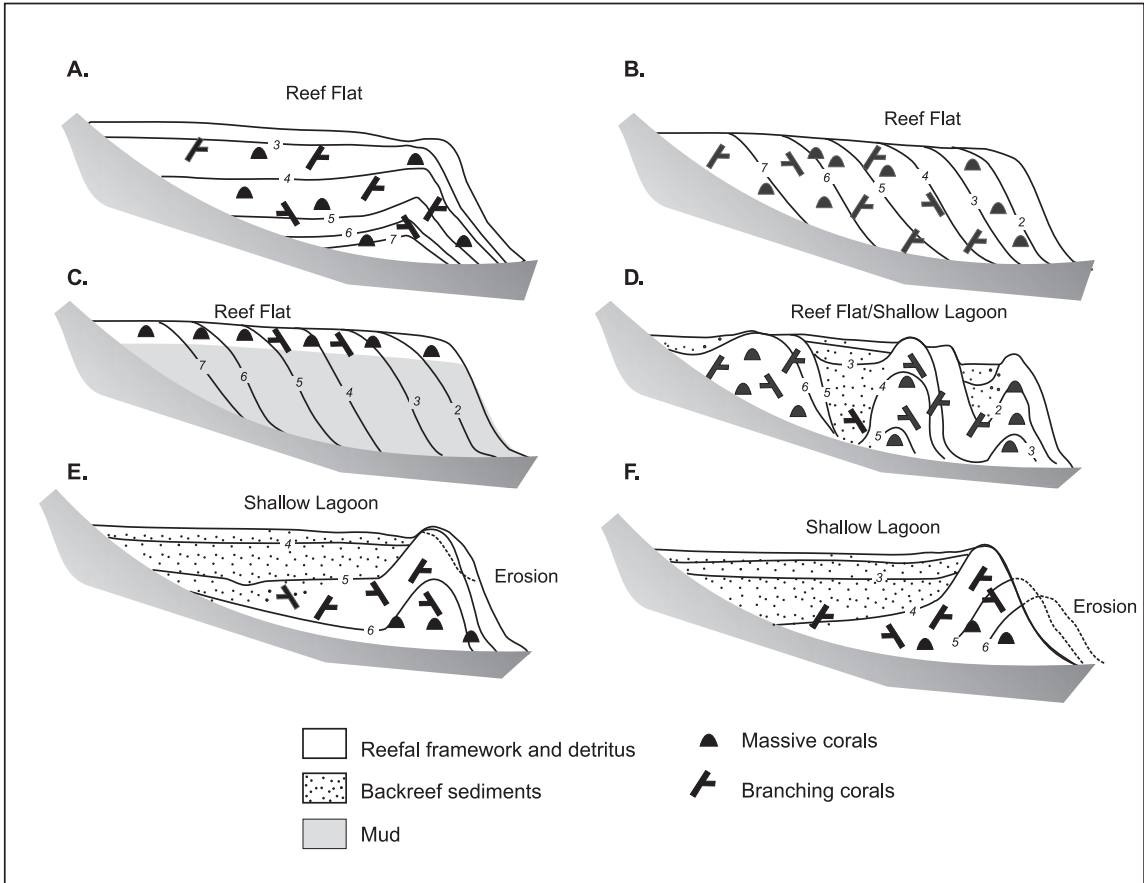 A.
Reef Flat
3
4
5
6
7
B.
Reef Flat
7
6
5
4
3
2
C.
Reef Flat
7
6
5
4
3
2
D.
Reef Flat/Shallow Lagoon
3
6
5
4
5
2
3
E.
Shallow Lagoon
4
5
6
Erosion
F.
Shallow Lagoon
3
4
5
6
Erosion
Reefal framework and detritus
Backreef sediments
Mud
Massive corals
Branching corals